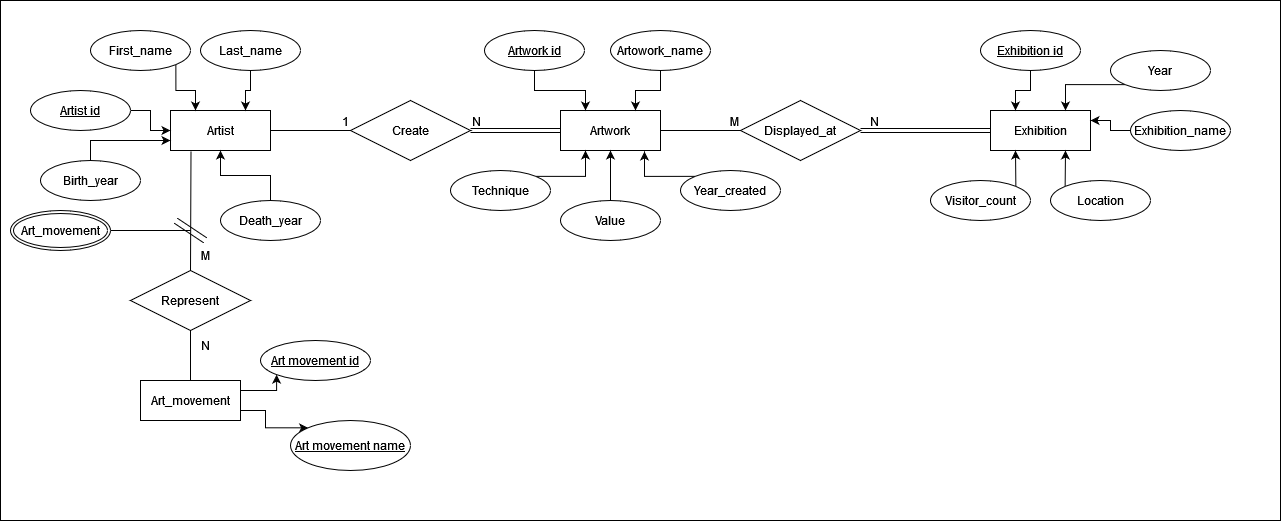 First_name
Last_name
Artwork id
Artowork_name
Exhibition id
Year
Artist id
Artist
1
Create
N
Artwork
M
Displayed_at
N
Exhibition
Exhibition_name
Birth_year
Technique
Year_created
Visitor_count
Location
Death_year
Value
Art_movement
M
Represent
N
Art movement id
Art_movement
Art movement name